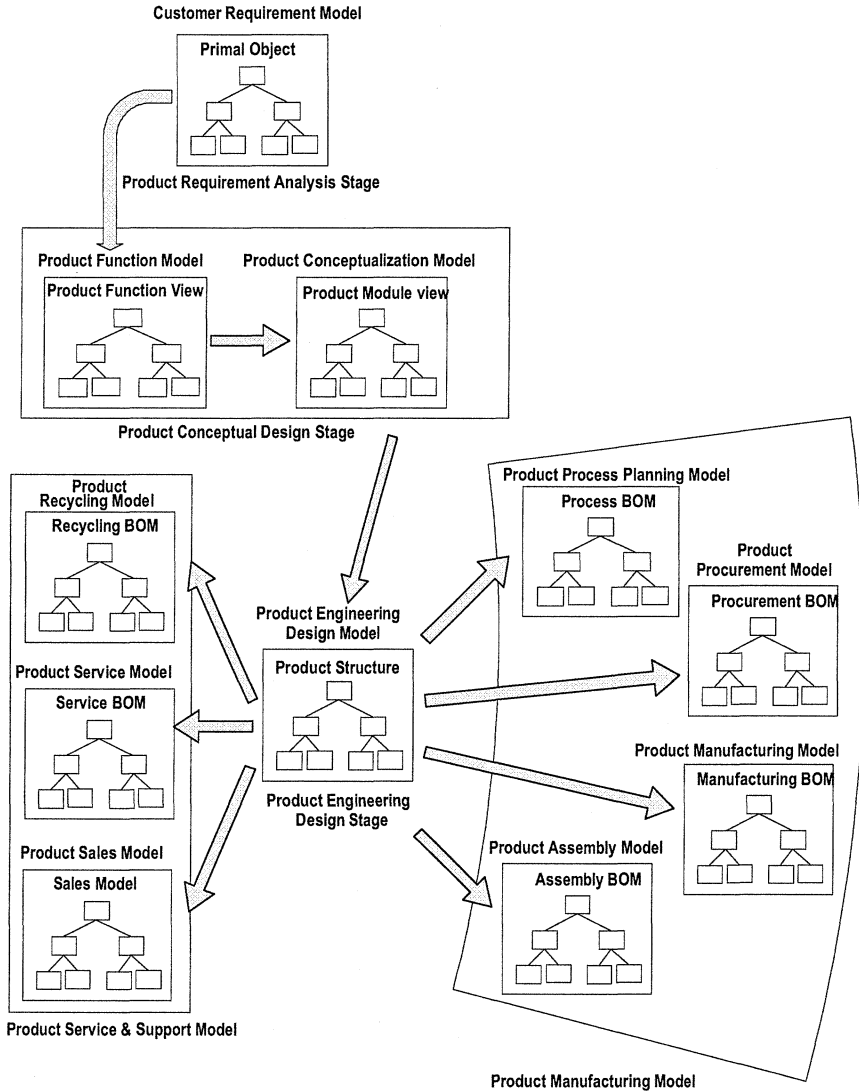 Customer Requirement Model
Primal Object
Product Requirement Analysis Stage
Product Function Model
Product Conceptualization Model
Product Function View
Product Module view
Product Conceptual Design Stage
Product
Recycling Model
Recycling BOM
Product Service Model
Service BOM
Product Sales Model
Sales Model
Product Service & Support Model
Product Engineering
Design Model
Product Structure
Product Engineering
Design Stage
Product Process Planning Model
Process BOM
Product
Procurement Model
Procurement BOM
Product Manufacturing Model
Manufacturing BOM
Product Assembly Model
Assembly BOM
Product Manufacturing Model